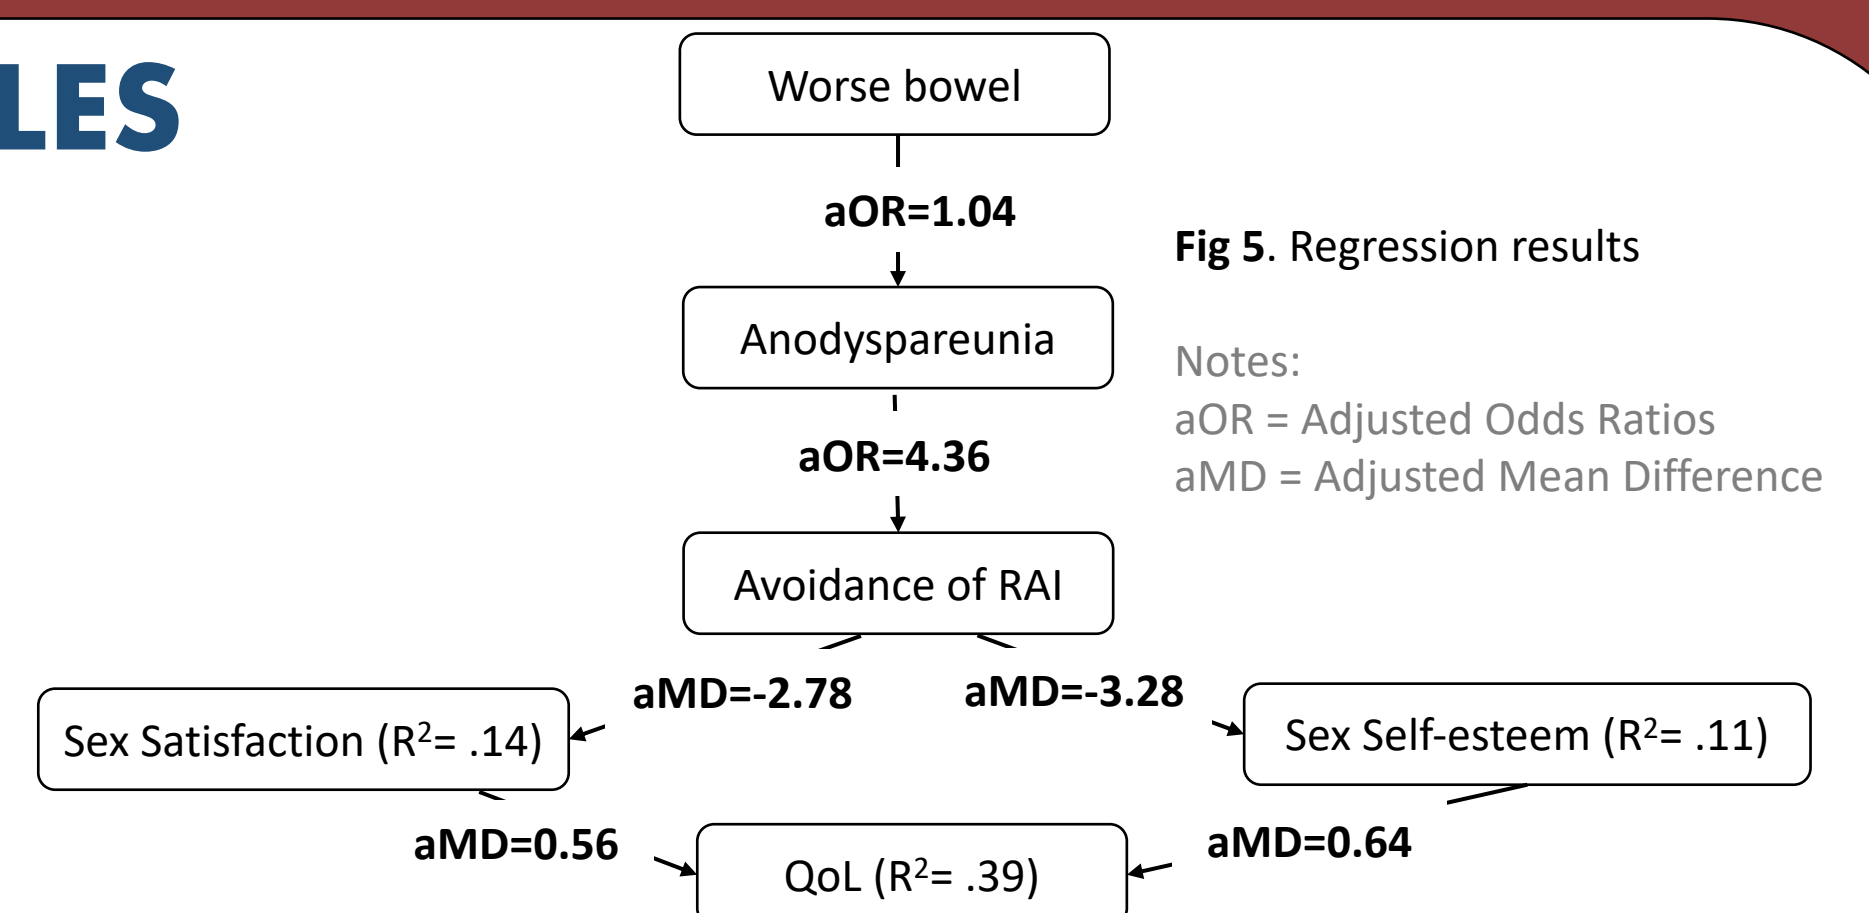 LES
Worse bowel
aOR=1.04
Fig 5. Regression results
Anodyspareunia
Notes:
aOR = Adjusted Odds Ratios
aMD = Adjusted Mean Difference
aOR=4.36
Avoidance of RAI
aMD=-2.78
aMD=-3.28
Sex Satisfaction (R²= .14)
Sex Self-esteem (R²= .11)
aMD=0.56
aMD=0.64
QoL (R²= .39)